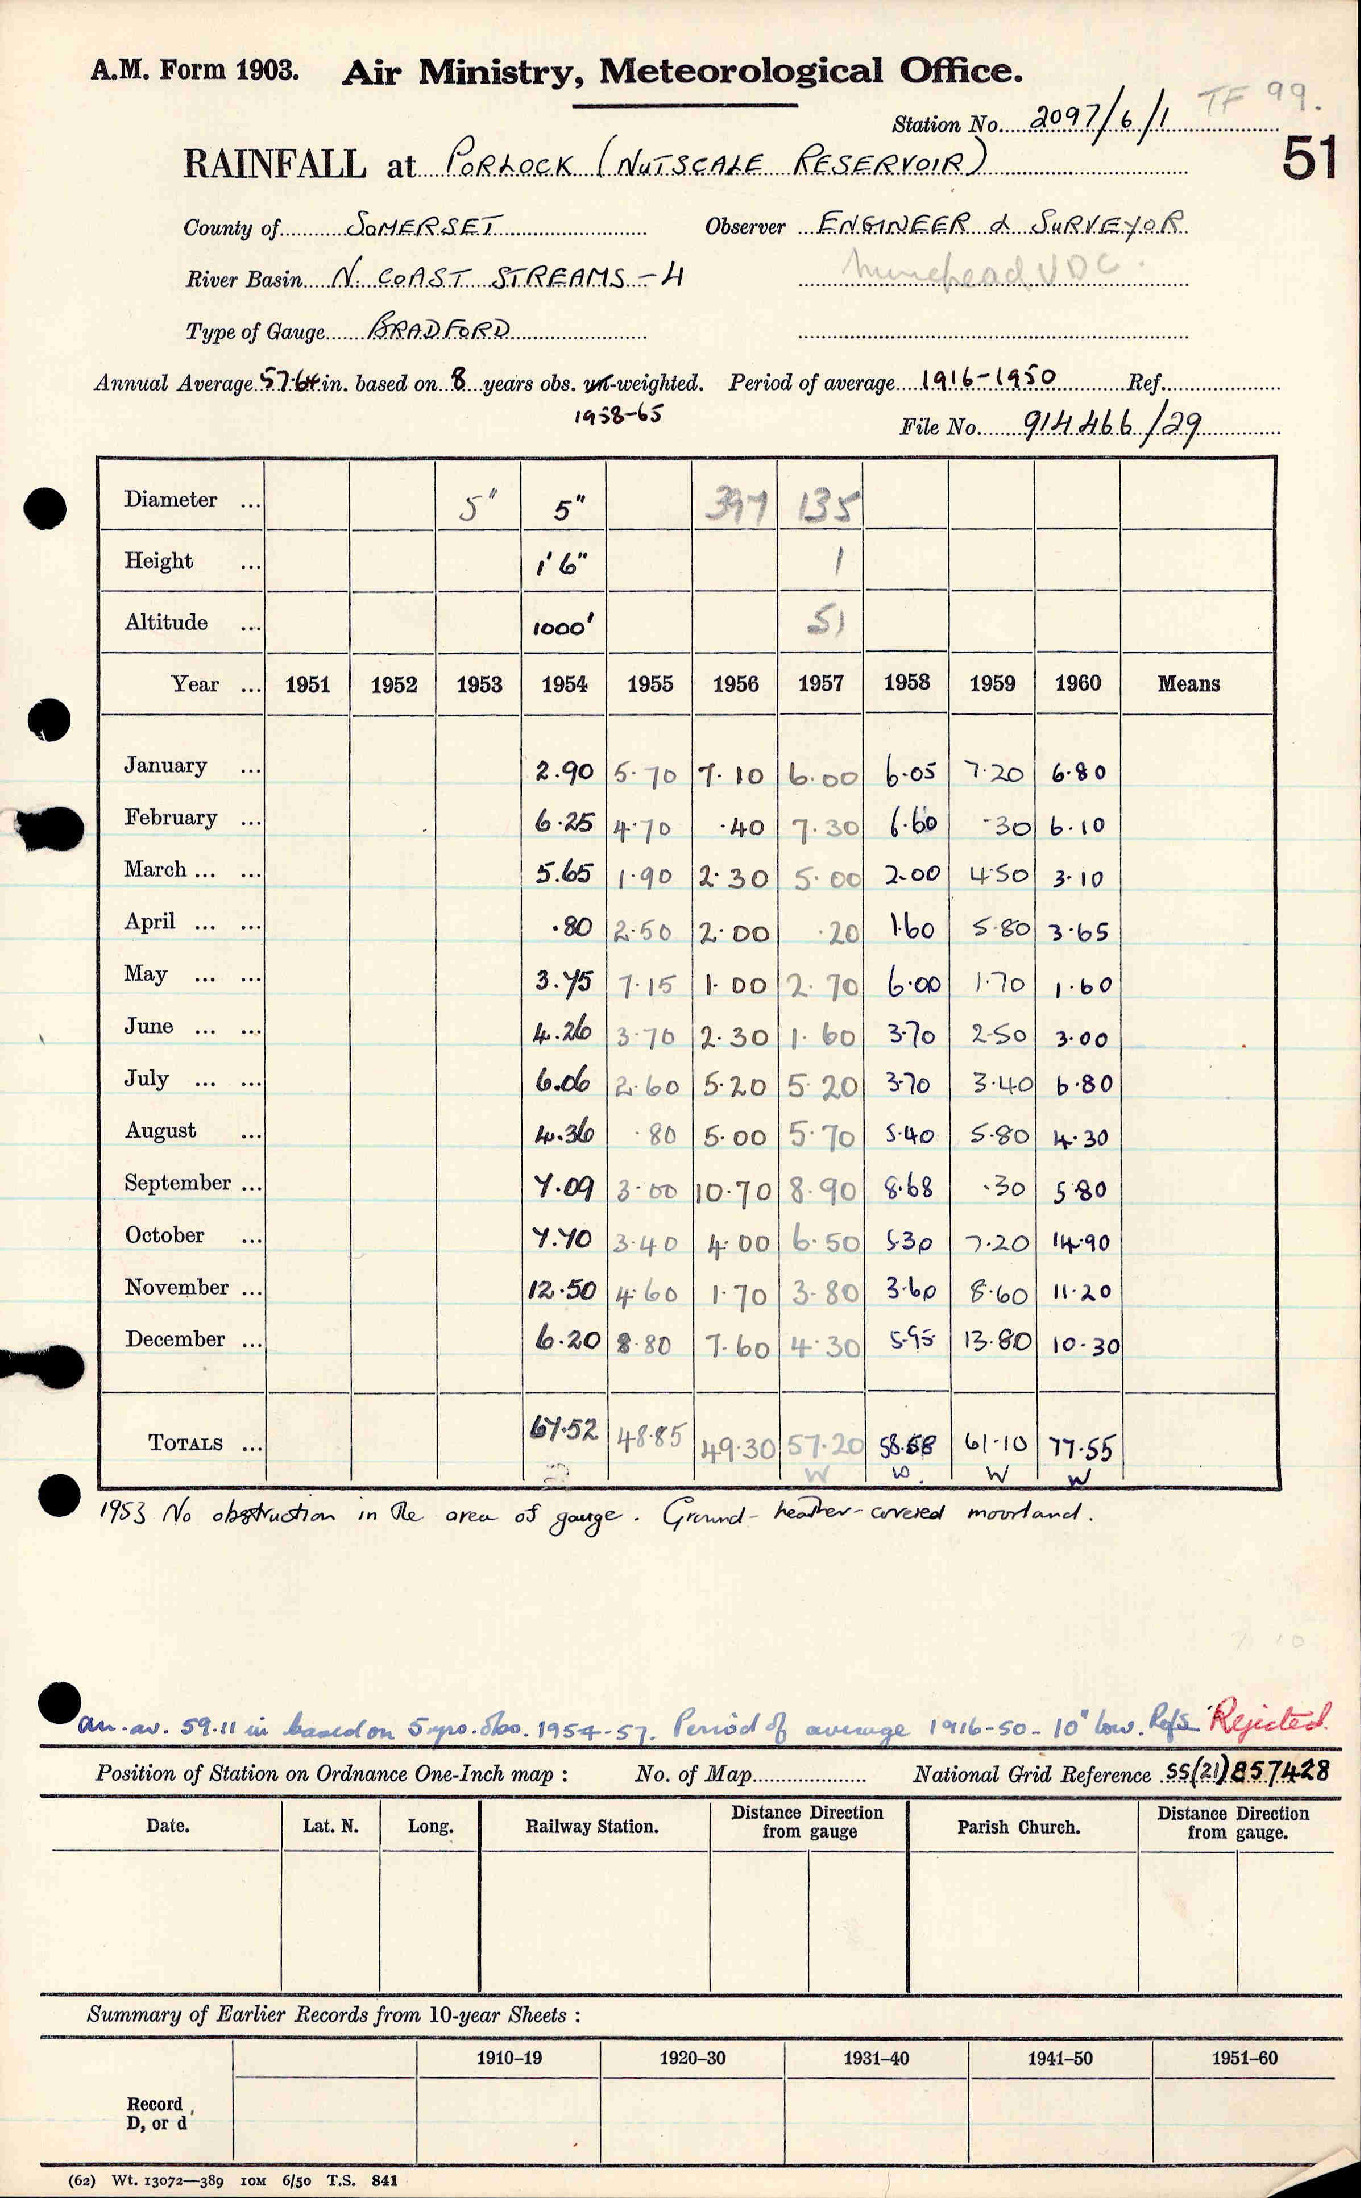 A.M. Form 1903. Air Ministry, Meteorological Office.
TF 99.
Station No. 2097/6/1
51
RAINFALL at PORLOCK (NUTSCALE RESERVOIR)
County of SOMERSET Observer ENGINEER & SURVEYOR
River Basin N. COAST STREAMS - 4 Minehead UDC.
Type of Gauge BRADFORD
Annual Average 57.64 in. based on 8 years obs. un-weighted. Period of average 1916-1950 Ref.
1958-65
File No. 914466/29
Diameter ... 5" 5" 397 135
Height ... 1'6" 1
Altitude ... 1000' 51
Year ... 1951 1952 1953 1954 1955 1956 1957 1958 1959 1960 Means
January ... 2.90 5.70 7.10 6.00 6.05 7.20 6.80
February ... 6.25 4.70 .40 7.30 6.60 .30 6.10
March ... ... 5.65 1.90 2.30 5.00 2.00 4.50 3.10
April ... ... .80 2.50 2.00 .20 1.60 5.80 3.65
May ... ... 3.75 7.15 1.00 2.70 6.00 1.70 1.60
June ... ... 4.26 3.70 2.30 1.60 3.70 2.50 3.00
July ... ... 6.06 2.60 5.20 5.20 3.70 3.40 6.80
August ... 4.36 .80 5.00 5.70 5.40 5.80 4.30
September ... 7.09 3.00 10.70 8.90 8.68 .30 5.80
October ... 7.70 3.40 4.00 6.50 5.30 7.20 14.90
November ... 12.50 4.60 1.70 3.80 3.60 8.60 11.20
December ... 6.20 8.80 7.60 4.30 5.95 13.80 10.30
TOTALS ... 67.52 48.85 49.30 57.20 58.58 61.10 77.55
W W. W W
1953 No obstruction in the area of gauge. Ground - heather-covered moorland.
an. av. 59.11 in based on 5 yrs. obs. 1954-57. Period of average 1916-50 - 10" low. Refs Rejected
Position of Station on Ordnance One-Inch map : No. of Map National Grid Reference SS(21)857428
Date. Lat. N. Long. Railway Station. Distance Direction from gauge Parish Church. Distance Direction from gauge.
Summary of Earlier Records from 10-year Sheets :
1910–19 1920–30 1931–40 1941–50 1951–60
Record
D, or d
(62) Wt. 13072—389 10M 6/50 T.S. 841